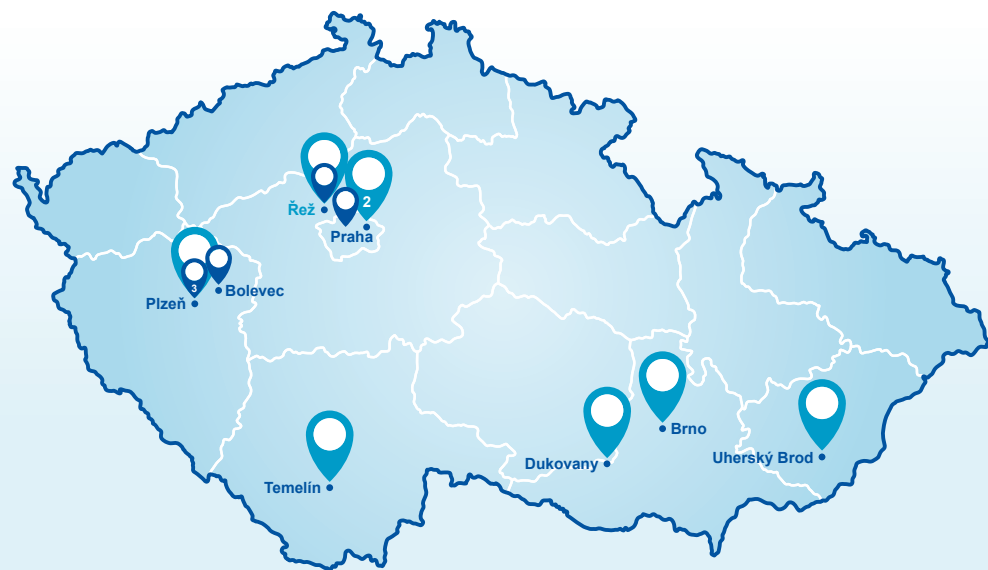 2
Řež
Praha
3
Bolevec
Plzeň
Brno
Dukovany
Uherský Brod
Temelín